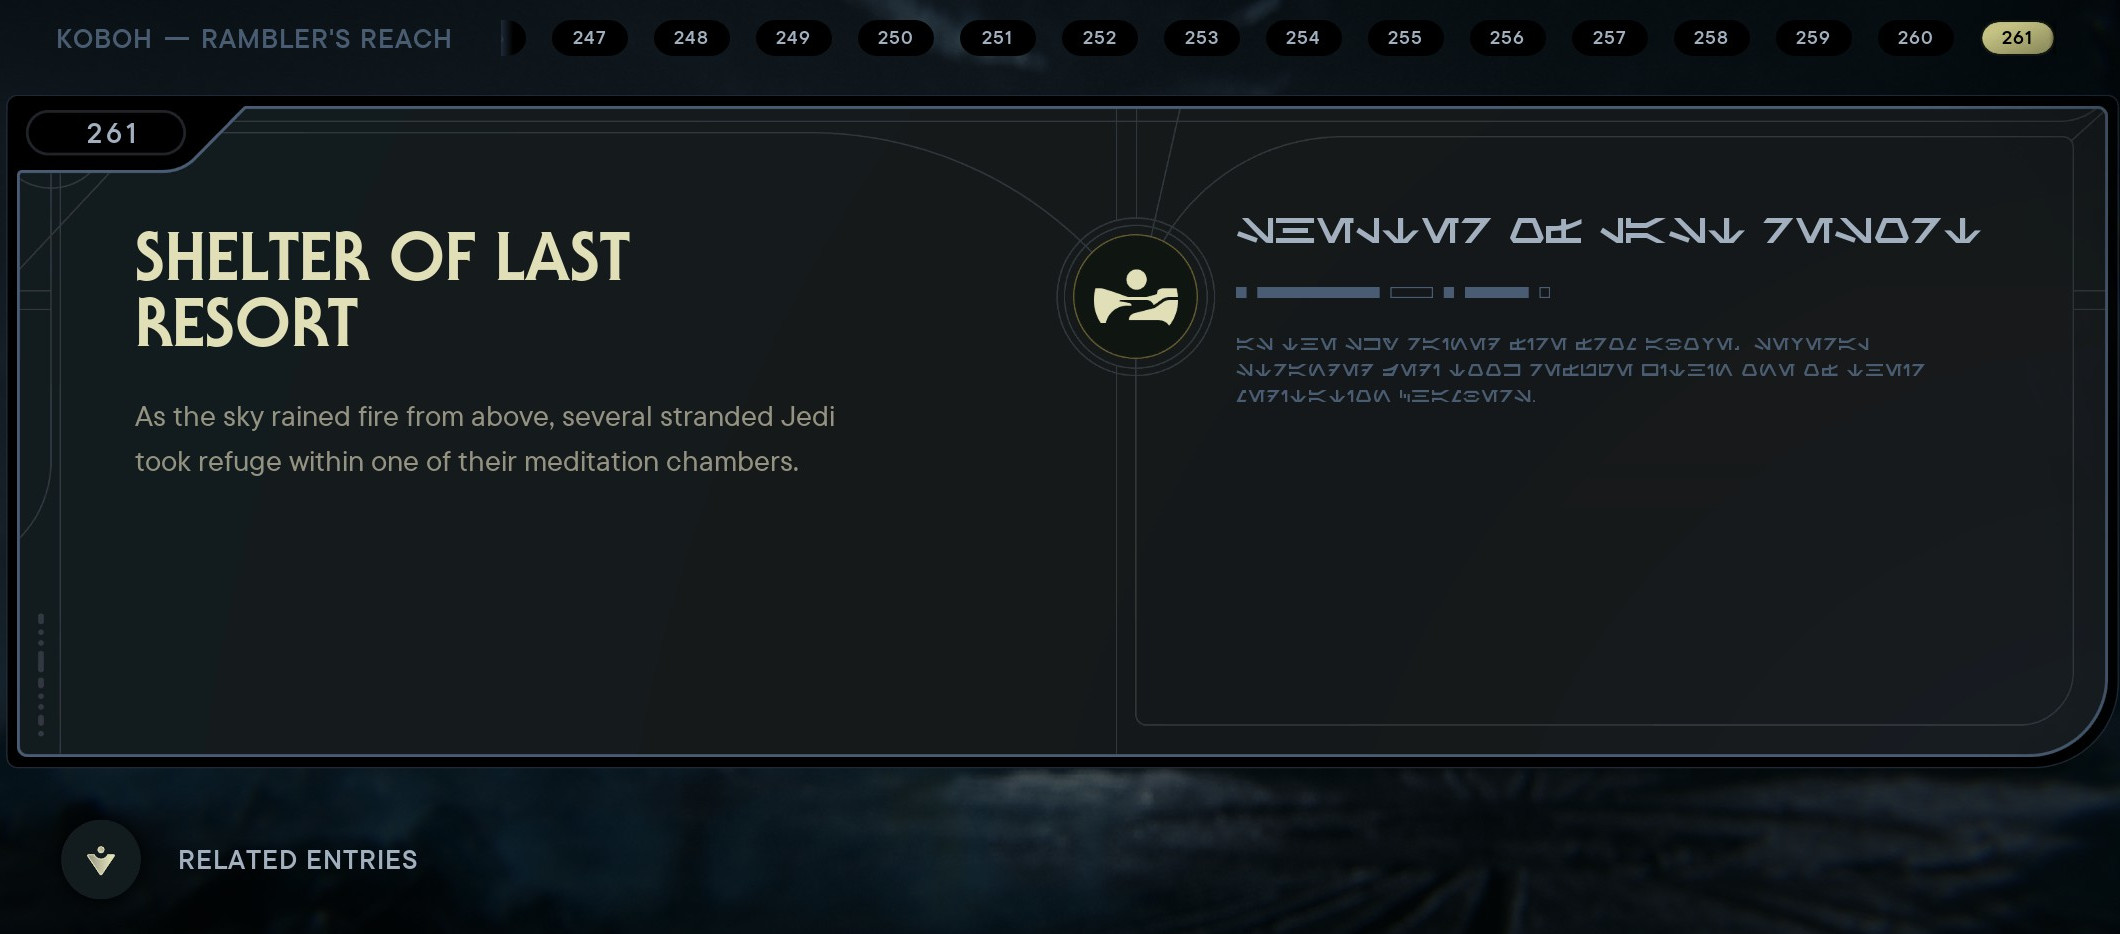 KOBOH — RAMBLER'S REACH
247 248 249 250 251 252 253 254 255 256 257 258 259 260 261
261
SHELTER OF LAST
RESORT
As the sky rained fire from above, several stranded Jedi
took refuge within one of their meditation chambers.
RELATED ENTRIES